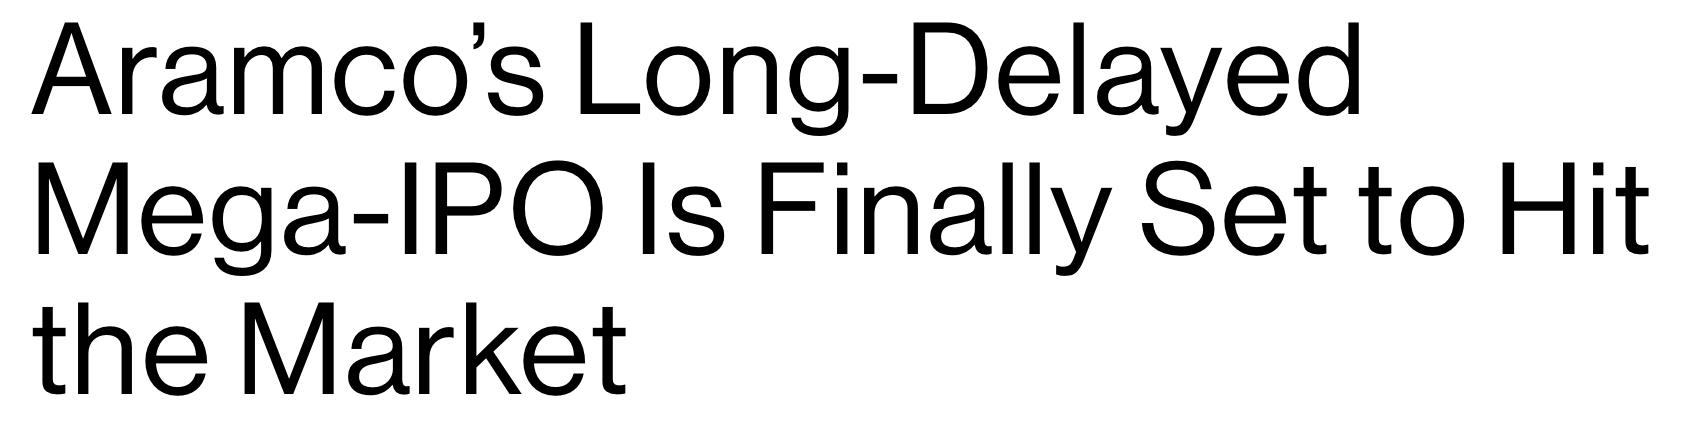 Aramco’s Long-Delayed
Mega-IPO Is Finally Set to Hit
the Market